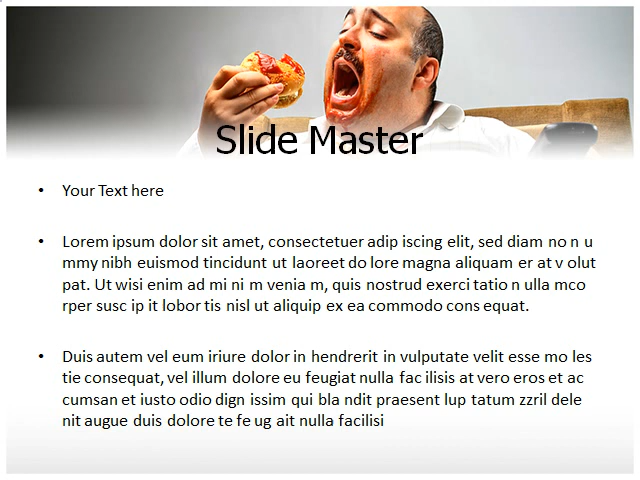 Slide Master
• Your Text here
• Lorem ipsum dolor sit amet, consectetuer adip iscing elit, sed diam no n u
mmy nibh euismod tincidunt ut laoreet do lore magna aliquam er at v olut
pat. Ut wisi enim ad mi ni m venia m, quis nostrud exerci tatio n ulla mco
rper susc ip it lobor tis nisl ut aliquip ex ea commodo cons equat.
• Duis autem vel eum iriure dolor in hendrerit in vulputate velit esse mo les
tie consequat, vel illum dolore eu feugiat nulla fac ilisis at vero eros et ac
cumsan et iusto odio dign issim qui bla ndit praesent lup tatum zzril dele
nit augue duis dolore te fe ug ait nulla facilisi